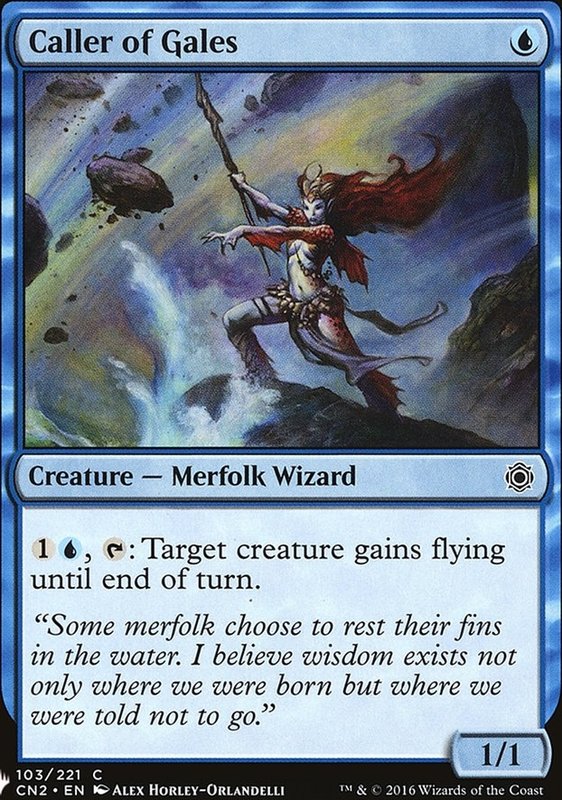 Caller of Gales
Creature — Merfolk Wizard
1, : Target creature gains flying
until end of turn.
“Some merfolk choose to rest their fins
in the water. I believe wisdom exists not
only where we were born but where we
were told not to go.”
1/1
103/221 C
CN2 • EN Alex Horley-Orlandelli
™ & © 2016 Wizards of the Coast